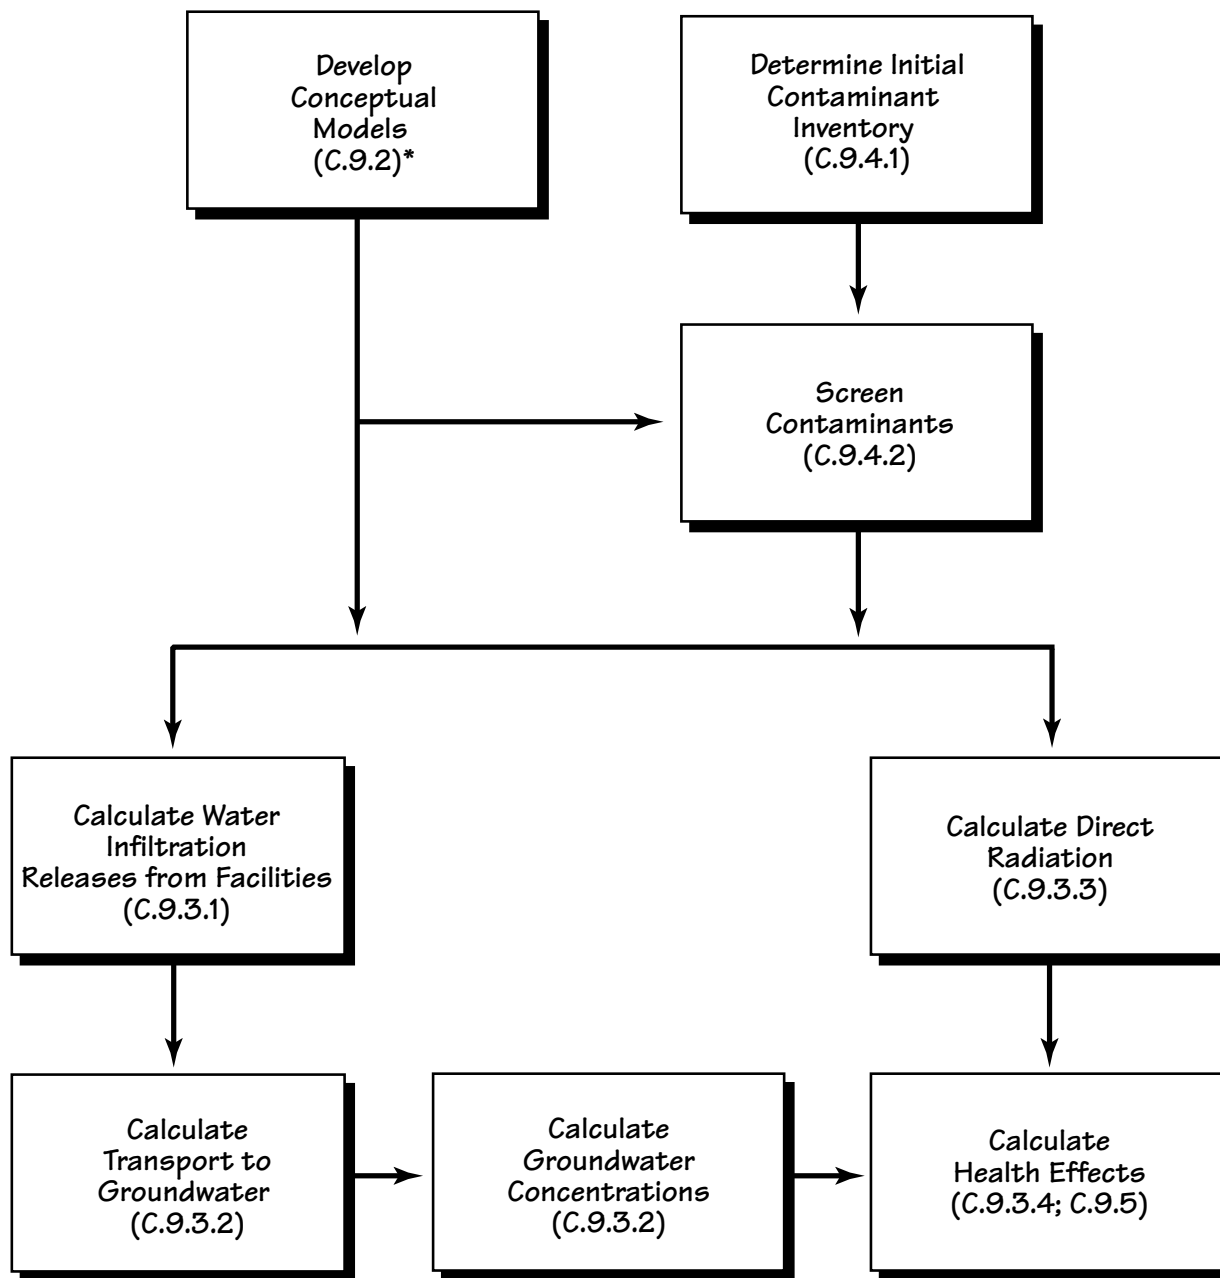 Develop
Conceptual
Models
(C.9.2)*
Determine Initial
Contaminant
Inventory
(C.9.4.1)
Screen
Contaminants
(C.9.4.2)
Calculate Water
Infiltration
Releases from Facilities
(C.9.3.1)
Calculate Direct
Radiation
(C.9.3.3)
Calculate
Transport to
Groundwater
(C.9.3.2)
Calculate
Groundwater
Concentrations
(C.9.3.2)
Calculate
Health Effects
(C.9.3.4; C.9.5)